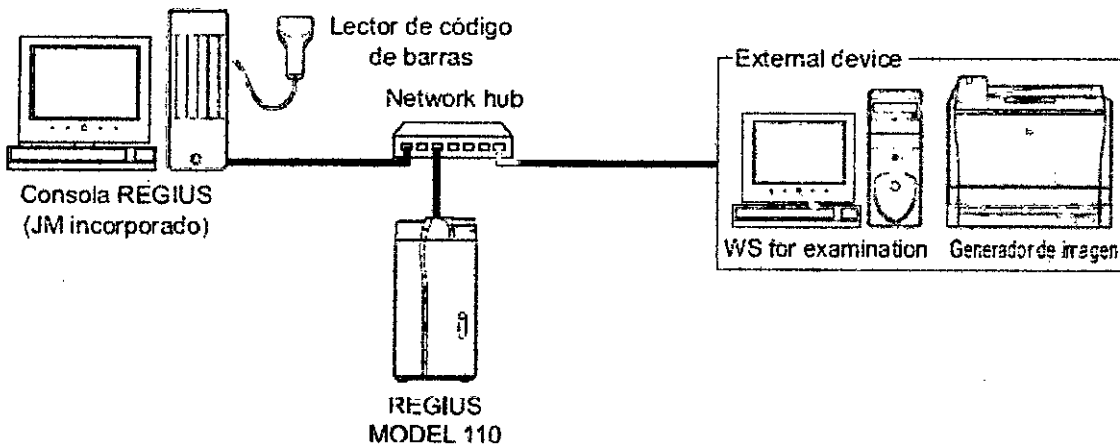 Lector de código
de barras
Network hub
External device
Consola REGIUS
(JM incorporado)
WS for examination
Generador de imagen
REGIUS
MODEL 110